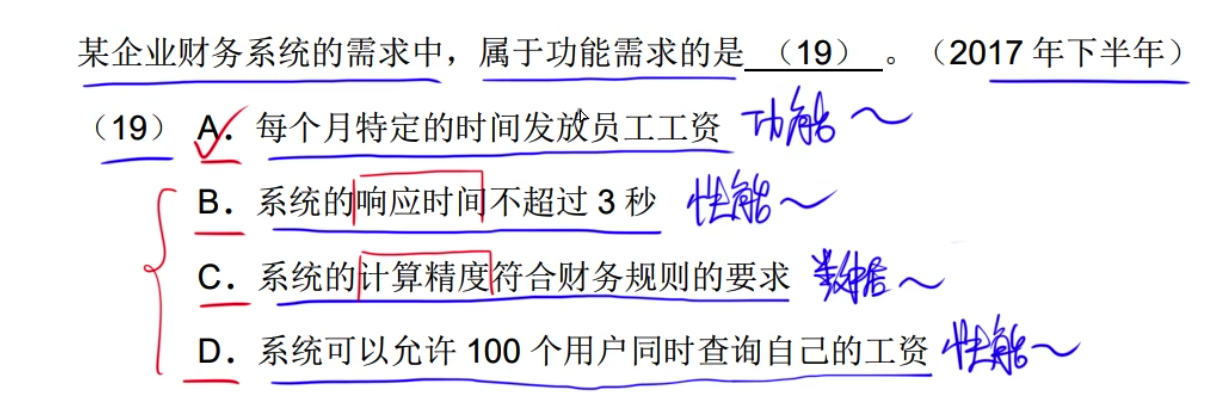 某企业财务系统的需求中，属于功能需求的是 （19） 。（2017 年下半年）
（19） A．每个月特定的时间发放员工工资 功能～
B．系统的响应时间不超过 3 秒 性能～
C．系统的计算精度符合财务规则的要求 数据～
D．系统可以允许 100 个用户同时查询自己的工资 性能～